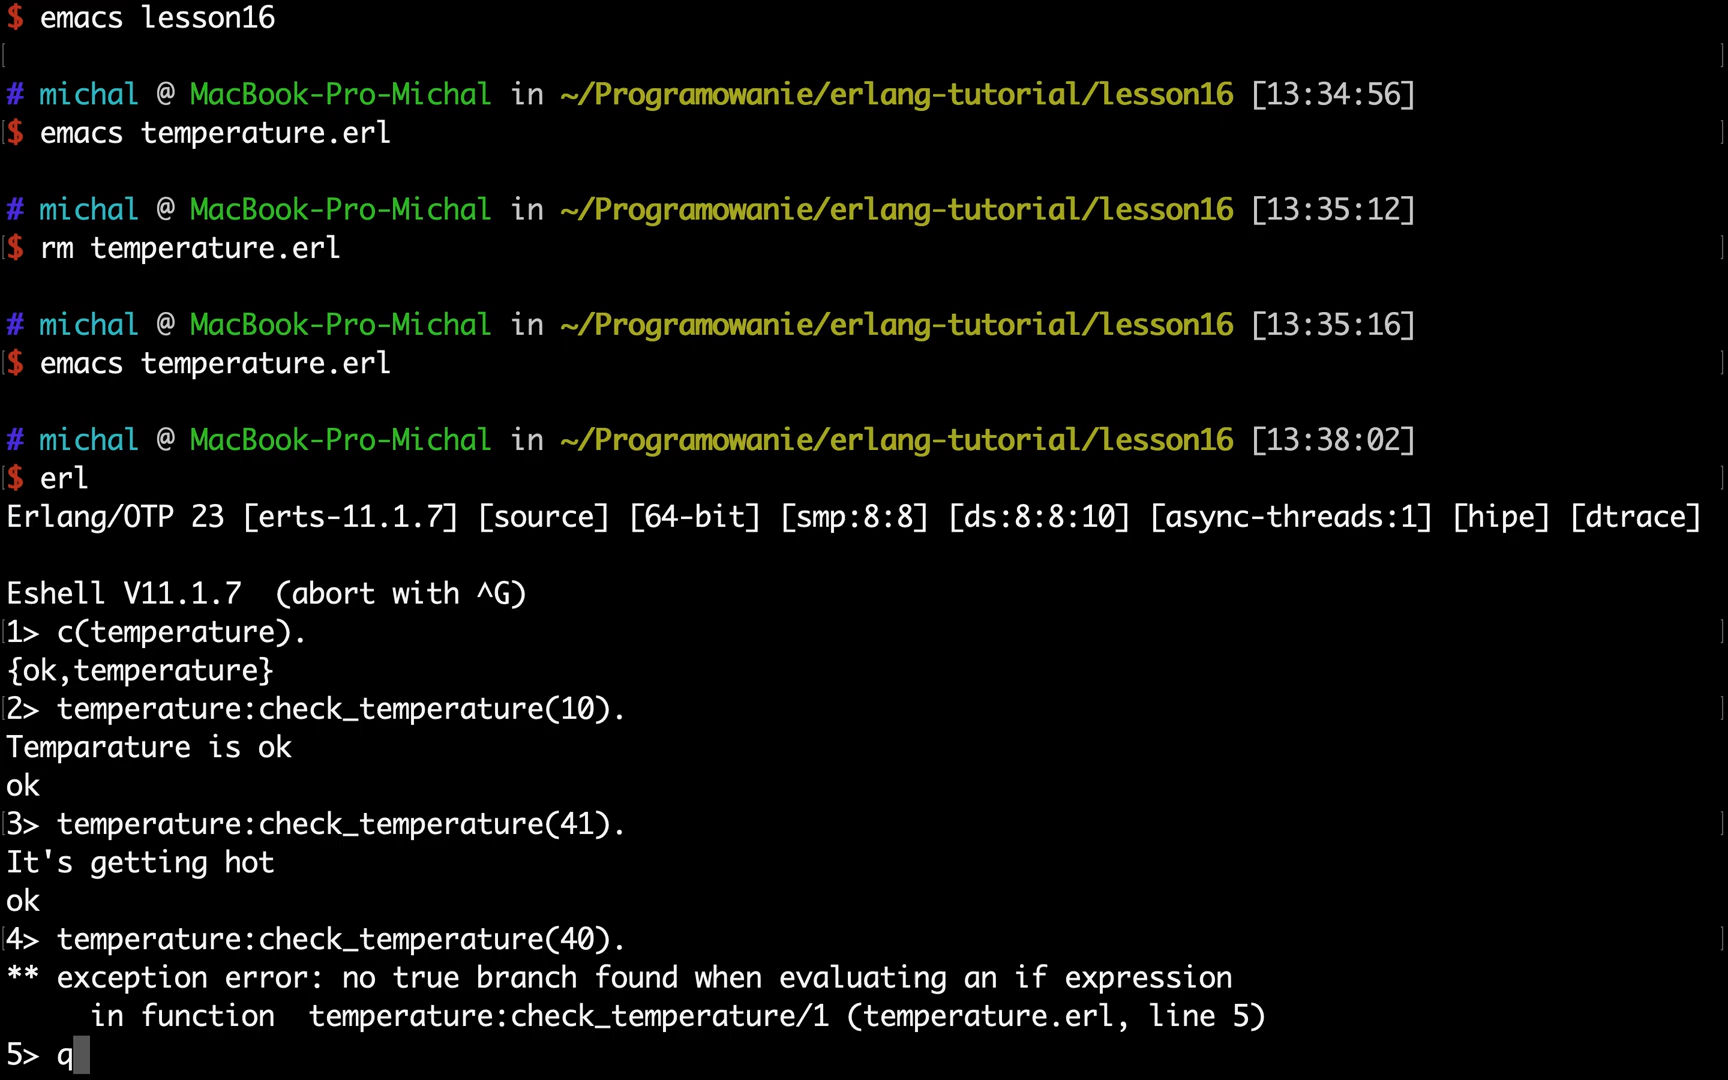 $ emacs lesson16
# michal @ MacBook-Pro-Michal in ~/Programowanie/erlang-tutorial/lesson16 [13:34:56]
$ emacs temperature.erl
# michal @ MacBook-Pro-Michal in ~/Programowanie/erlang-tutorial/lesson16 [13:35:12]
$ rm temperature.erl
# michal @ MacBook-Pro-Michal in ~/Programowanie/erlang-tutorial/lesson16 [13:35:16]
$ emacs temperature.erl
# michal @ MacBook-Pro-Michal in ~/Programowanie/erlang-tutorial/lesson16 [13:38:02]
$ erl
Erlang/OTP 23 [erts-11.1.7] [source] [64-bit] [smp:8:8] [ds:8:8:10] [async-threads:1] [hipe] [dtrace]
Eshell V11.1.7  (abort with ^G)
1> c(temperature).
{ok,temperature}
2> temperature:check_temperature(10).
Temparature is ok
ok
3> temperature:check_temperature(41).
It's getting hot
ok
4> temperature:check_temperature(40).
** exception error: no true branch found when evaluating an if expression
     in function  temperature:check_temperature/1 (temperature.erl, line 5)
5> q